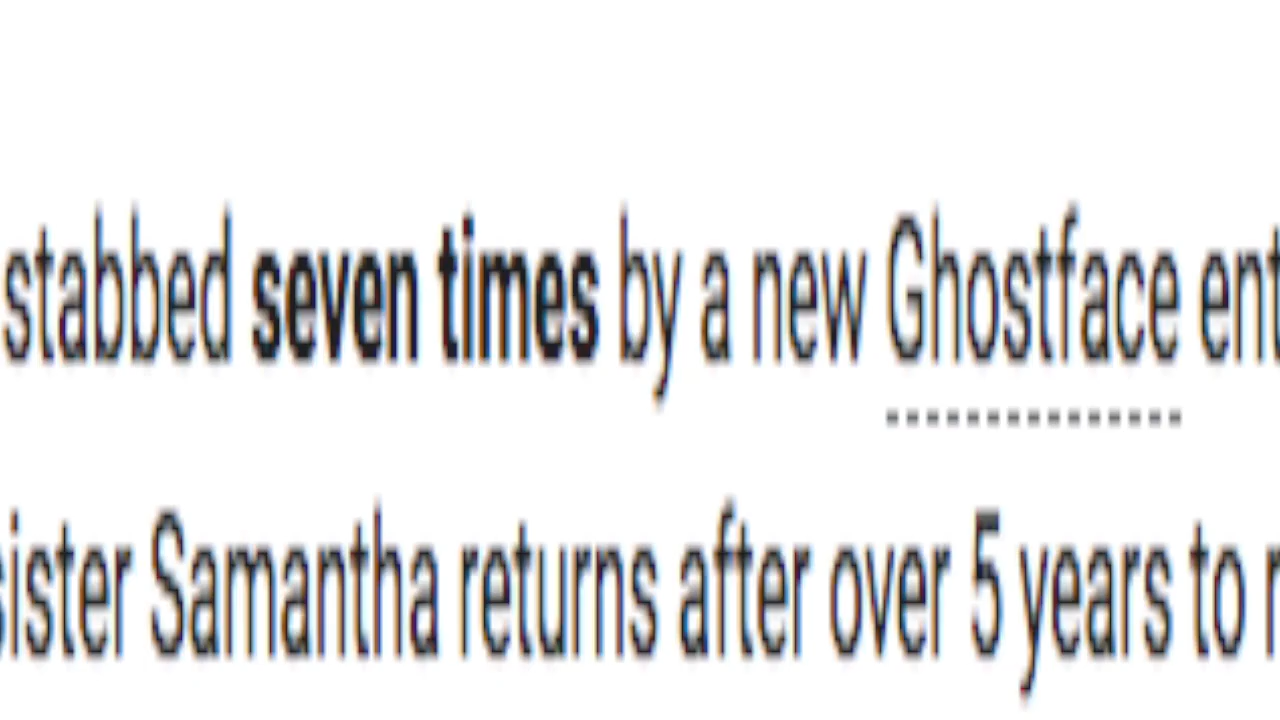 stabbed seven times by a new Ghostface ent
sister Samantha returns after over 5 years to